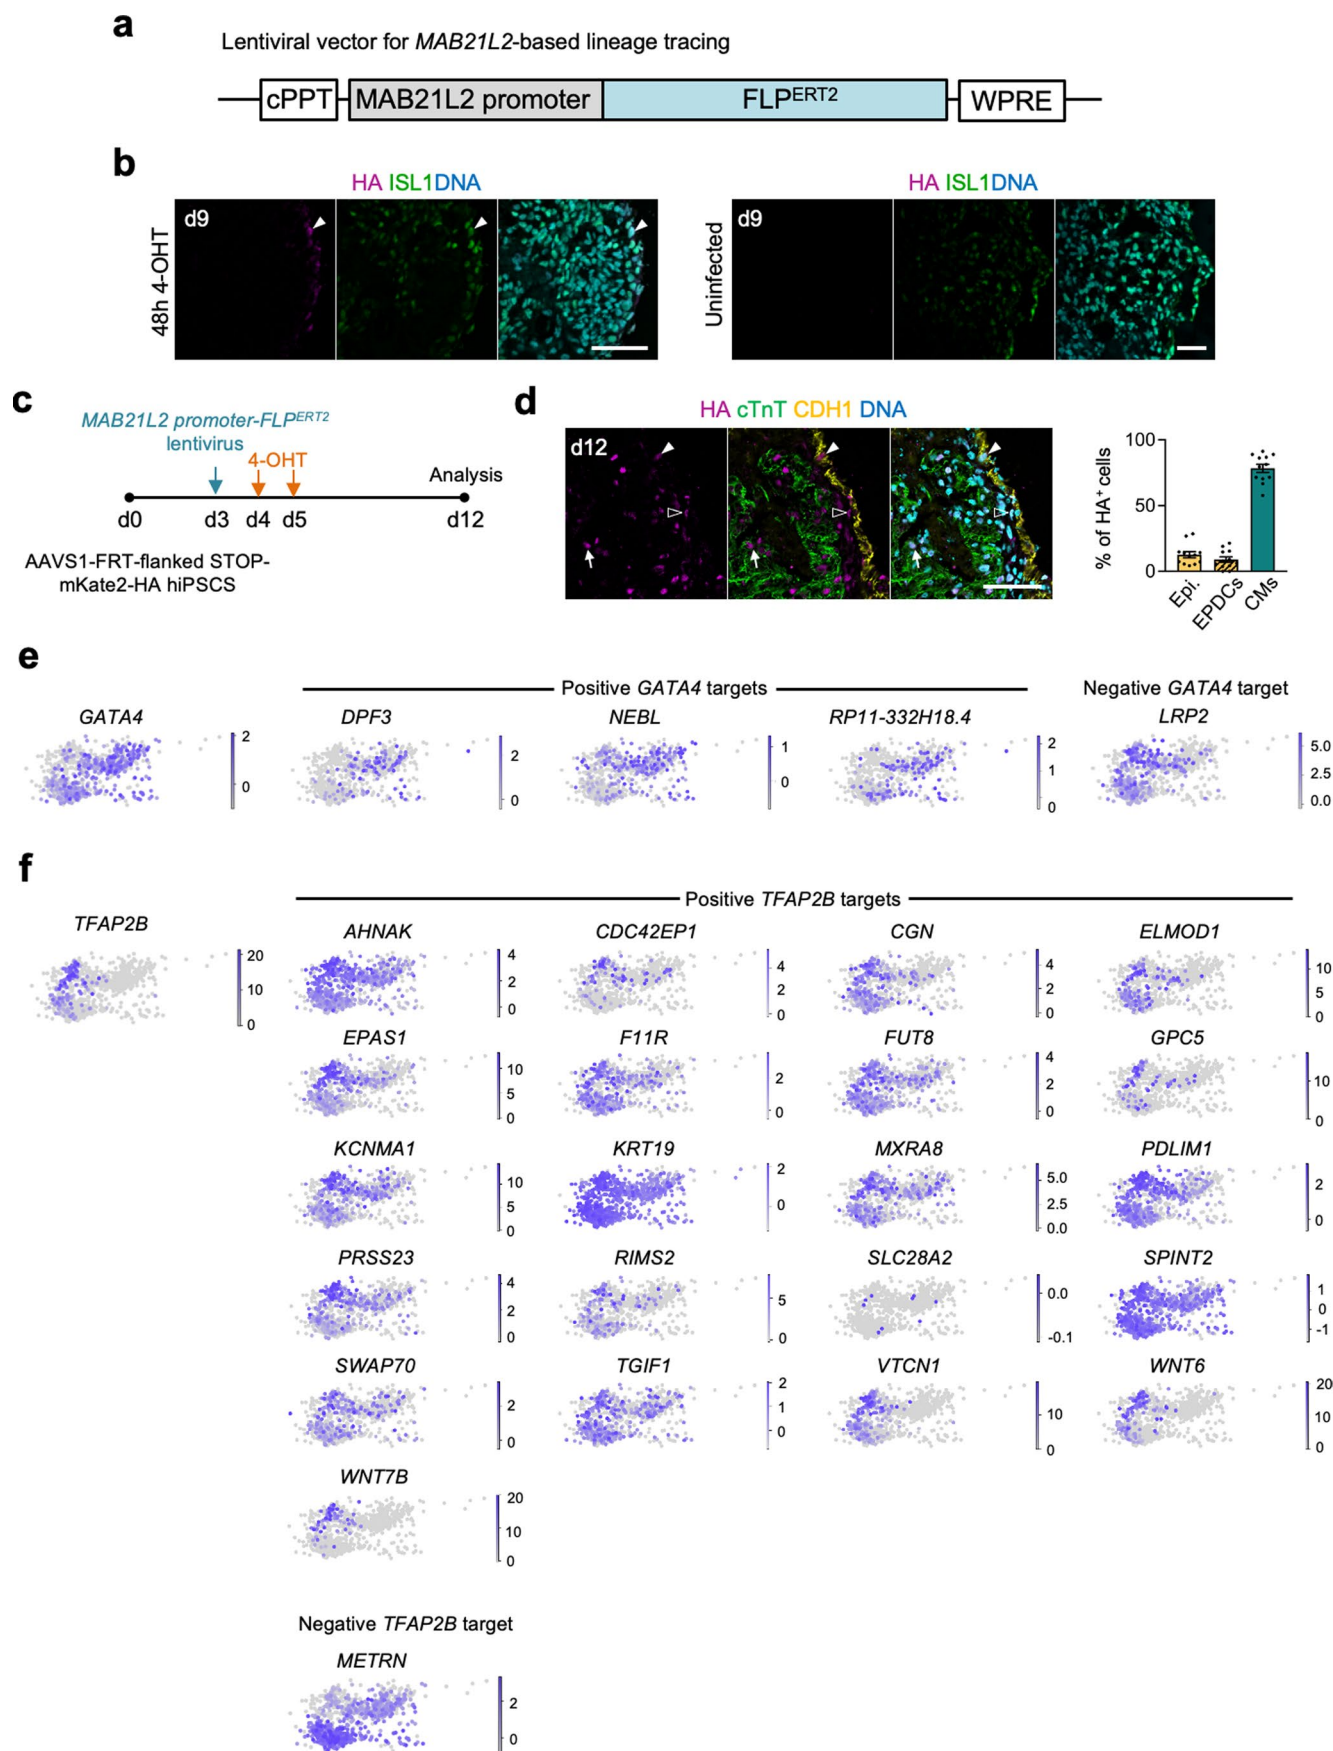 a
Lentiviral vector for MAB21L2-based lineage tracing
cPPT MAB21L2 promoter FLPERT2 WPRE
b
HA ISL1DNA
HA ISL1DNA
48h 4-OHT
d9
Uninfected
d9
c
MAB21L2 promoter-FLPERT2
lentivirus
4-OHT
Analysis
d0 d3 d4 d5 d12
AAVS1-FRT-flanked STOP-
mKate2-HA hiPSCS
d
HA cTnT CDH1 DNA
d12
% of HA+ cells
100
50
0
Epi.
EPDCs
CMs
e
Positive GATA4 targets
Negative GATA4 target
GATA4 DPF3 NEBL RP11-332H18.4 LRP2
2
0
2
0
1
0
2
1
0
5.0
2.5
0.0
f
Positive TFAP2B targets
TFAP2B AHNAK CDC42EP1 CGN ELMOD1
20
10
0
4
2
0
4
2
0
4
2
0
10
5
0
EPAS1 F11R FUT8 GPC5
10
5
0
2
0
4
2
0
10
0
KCNMA1 KRT19 MXRA8 PDLIM1
10
5
0
2
0
5.0
2.5
0.0
2
0
PRSS23 RIMS2 SLC28A2 SPINT2
4
2
0
5
0
0.0
-0.1
1
0
-1
SWAP70 TGIF1 VTCN1 WNT6
2
0
2
1
0
10
0
20
10
0
WNT7B
20
10
0
Negative TFAP2B target
METRN
2
0